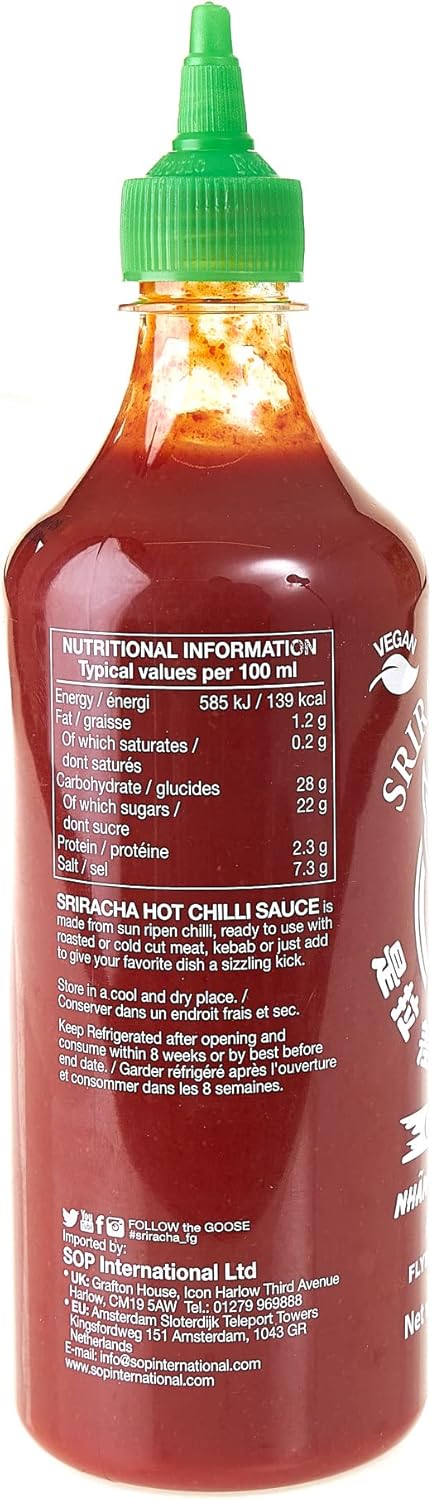 NUTRITIONAL INFORMATION
Typical values per 100 ml
Energy / énergi 585 kJ / 139 kcal
Fat / graisse 1.2 g
Of which saturates / 0.2 g
dont saturés
Carbohydrate / glucides 28 g
Of which sugars / 22 g
dont sucre
Protein / protéine 2.3 g
Salt / sel 7.3 g
SRIRACHA HOT CHILLI SAUCE is
made from sun ripen chilli, ready to use with
roasted or cold cut meat, kebab or just add
to give your favorite dish a sizzling kick.
Store in a cool and dry place. /
Conserver dans un endroit frais et sec.
Keep Refrigerated after opening and
consume within 8 weeks or by best before
end date. / Garder réfrigéré après l'ouverture
et consommer dans les 8 semaines.
You
FOLLOW the GOOSE
#sriracha_fg
Imported by:
SOP International Ltd
• UK: Grafton House, Icon Harlow Third Avenue
Harlow, CM19 5AW Tel.: 01279 969888
• EU: Amsterdam Sloterdijk Teleport Towers
Kingsfordweg 151 Amsterdam, 1043 GR
Netherlands
E-mail: info@sopinternational.com
www.sopinternational.com
VEGAN
SRIR
NHÃN
FLY
Net